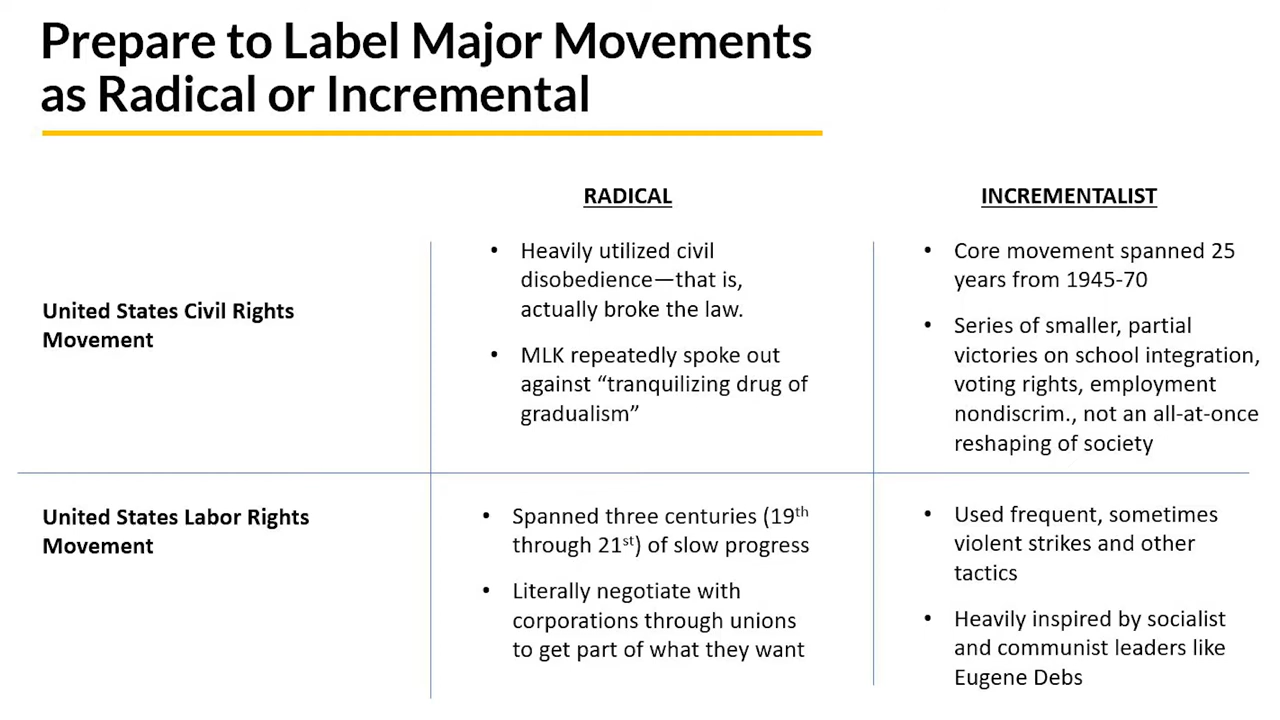 Prepare to Label Major Movements
as Radical or Incremental
RADICAL
INCREMENTALIST
United States Civil Rights
Movement
• Heavily utilized civil
disobedience—that is,
actually broke the law.
• MLK repeatedly spoke out
against “tranquilizing drug of
gradualism”
• Core movement spanned 25
years from 1945-70
• Series of smaller, partial
victories on school integration,
voting rights, employment
nondiscrim., not an all-at-once
reshaping of society
United States Labor Rights
Movement
• Spanned three centuries (19th
through 21st) of slow progress
• Literally negotiate with
corporations through unions
to get part of what they want
• Used frequent, sometimes
violent strikes and other
tactics
• Heavily inspired by socialist
and communist leaders like
Eugene Debs